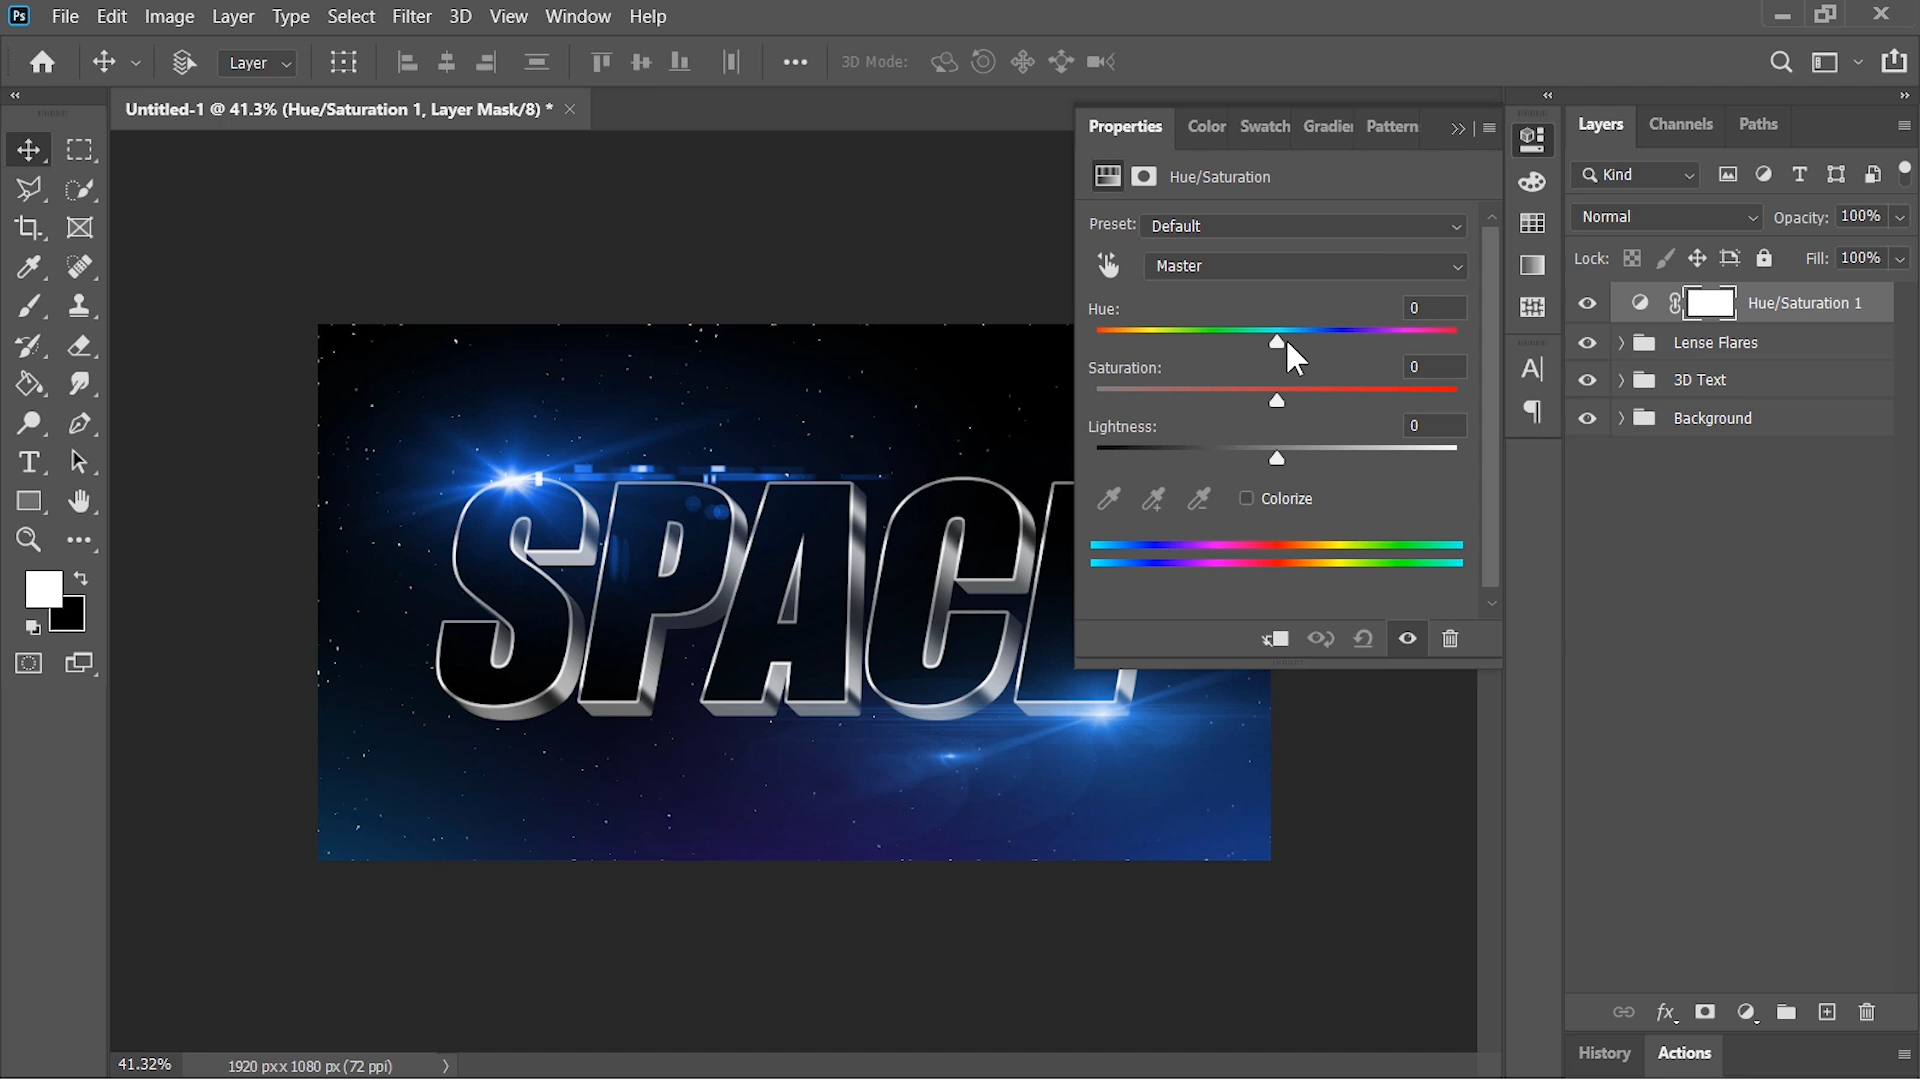 Ps File Edit Image Layer Type Select Filter 3D View Window Help
Layer 3D Mode:
Untitled-1 @ 41.3% (Hue/Saturation 1, Layer Mask/8) *
Properties Color Swatch Gradie Pattern
Hue/Saturation
Preset: Default
Master
Hue: 0
Saturation: 0
Lightness: 0
Colorize
Layers Channels Paths
Kind
Normal Opacity: 100%
Lock: Fill: 100%
Hue/Saturation 1
Lense Flares
3D Text
Background
SPACE
41.32% 1920 px x 1080 px (72 ppi)
History Actions